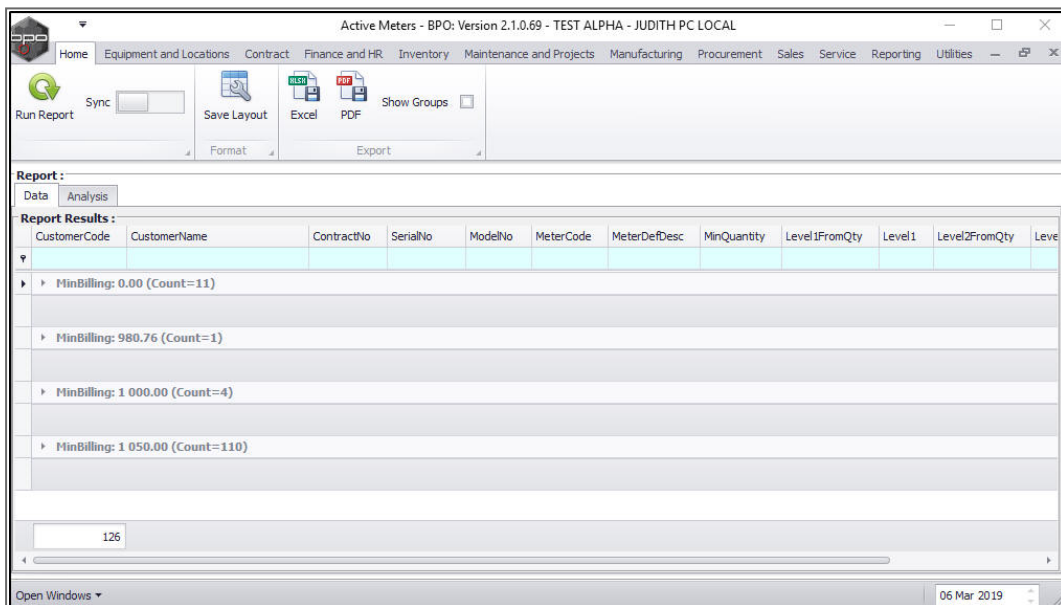 Active Meters - BPO: Version 2.1.0.69 - TEST ALPHA - JUDITH PC LOCAL
bpo
Home Equipment and Locations Contract Finance and HR Inventory Maintenance and Projects Manufacturing Procurement Sales Service Reporting Utilities
Run Report Sync Save Layout Excel PDF Show Groups
Format Export
Report :
Data Analysis
Report Results :
CustomerCode CustomerName ContractNo SerialNo ModelNo MeterCode MeterDefDesc MinQuantity Level1FromQty Level1 Level2FromQty Leve
MinBilling: 0.00 (Count=11)
MinBilling: 980.76 (Count=1)
MinBilling: 1 000.00 (Count=4)
MinBilling: 1 050.00 (Count=110)
126
Open Windows 06 Mar 2019